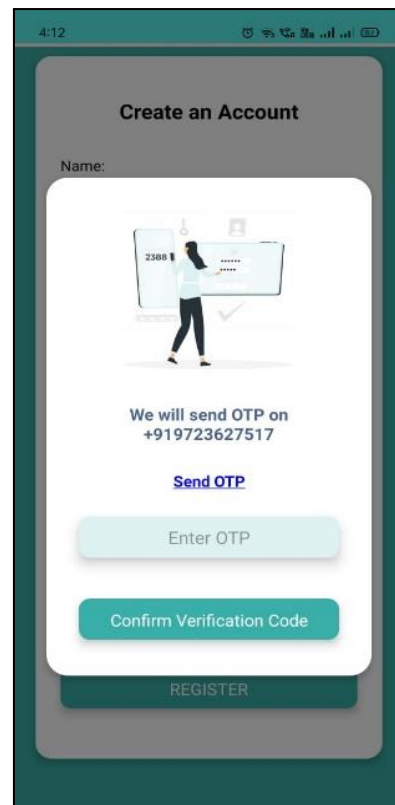 4:12
62
Create an Account
Name:
2388
We will send OTP on
+919723627517
Send OTP
Enter OTP
Confirm Verification Code
REGISTER